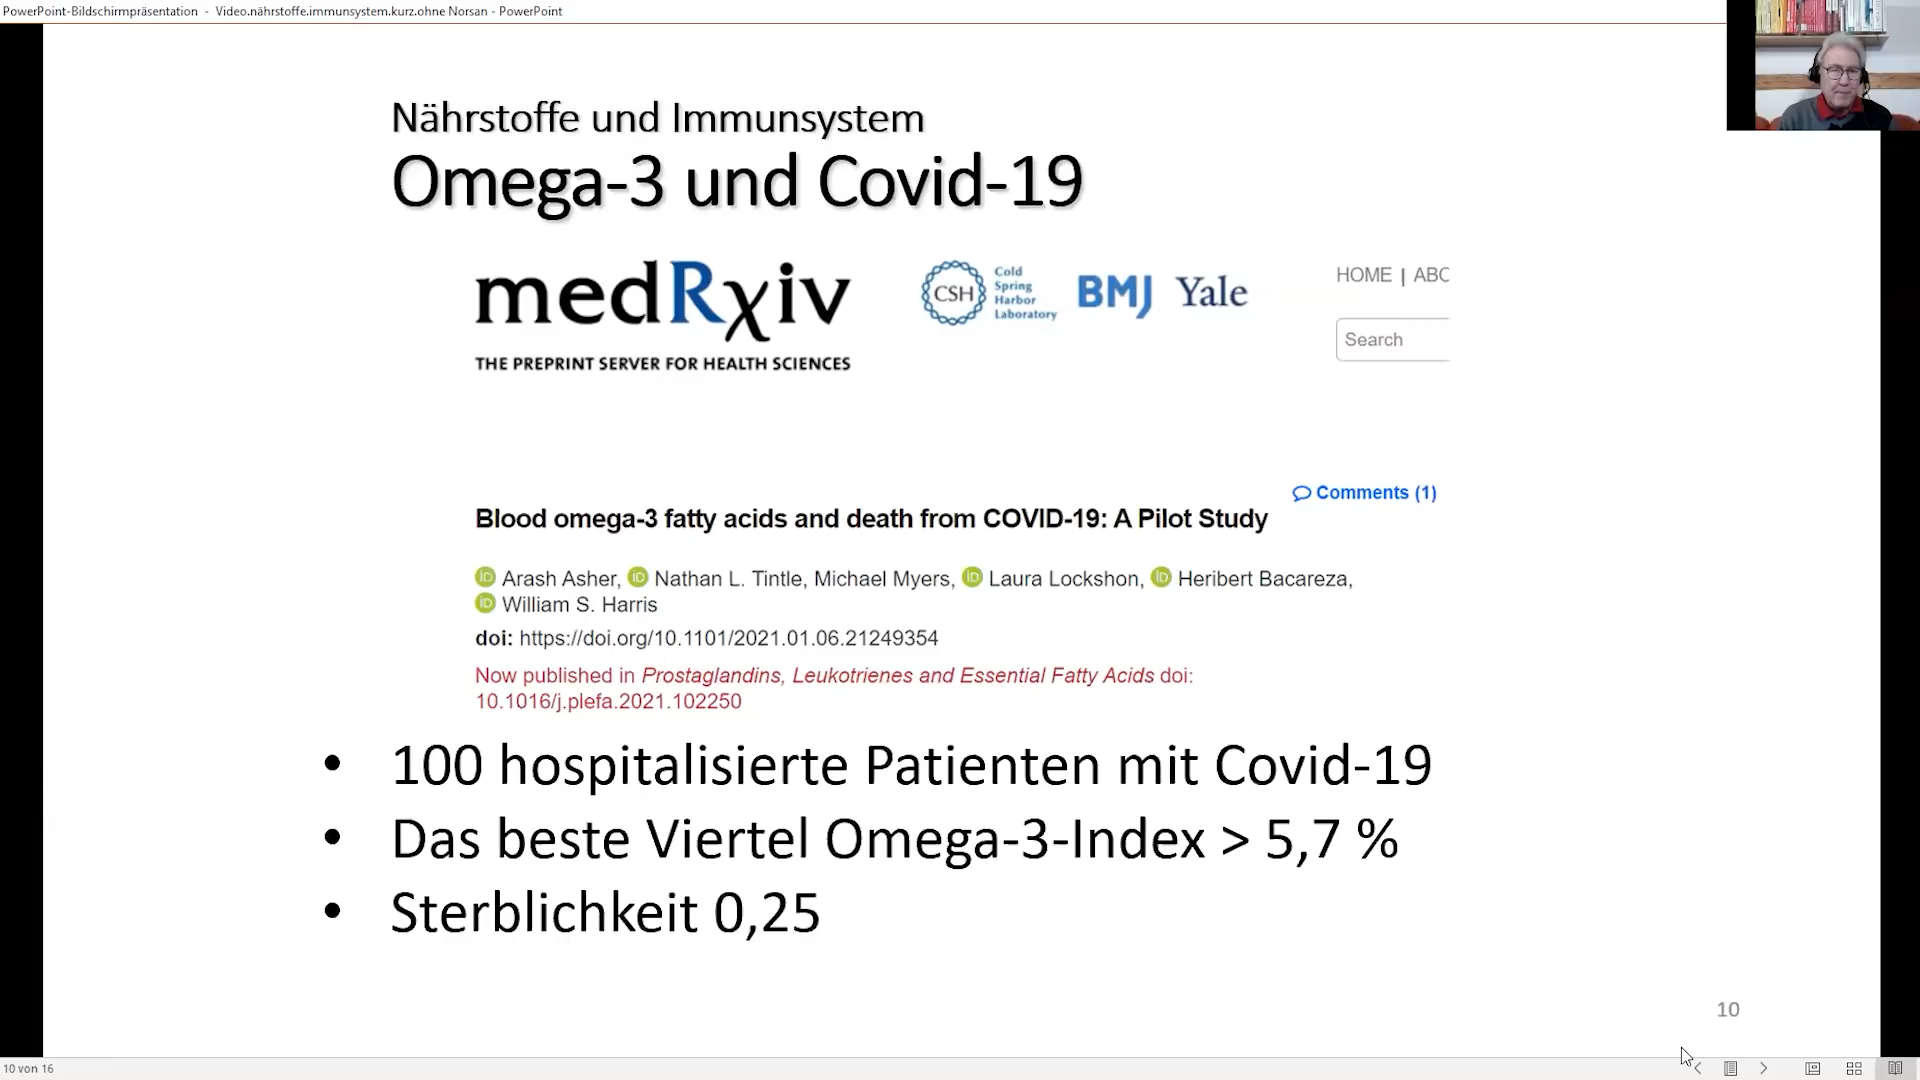 PowerPoint-Bildschirmpräsentation - Video.nährstoffe.immunsystem.kurz.ohne Norsan - PowerPoint
Nährstoffe und Immunsystem
Omega-3 und Covid-19
medRχiv
THE PREPRINT SERVER FOR HEALTH SCIENCES
CSH
Cold
Spring
Harbor
Laboratory
BMJ Yale
HOME | ABC
Search
Comments (1)
Blood omega-3 fatty acids and death from COVID-19: A Pilot Study
iD Arash Asher, iD Nathan L. Tintle, Michael Myers, iD Laura Lockshon, iD Heribert Bacareza,
iD William S. Harris
doi: https://doi.org/10.1101/2021.01.06.21249354
Now published in Prostaglandins, Leukotrienes and Essential Fatty Acids doi:
10.1016/j.plefa.2021.102250
• 100 hospitalisierte Patienten mit Covid-19
• Das beste Viertel Omega-3-Index > 5,7 %
• Sterblichkeit 0,25
10
10 von 16